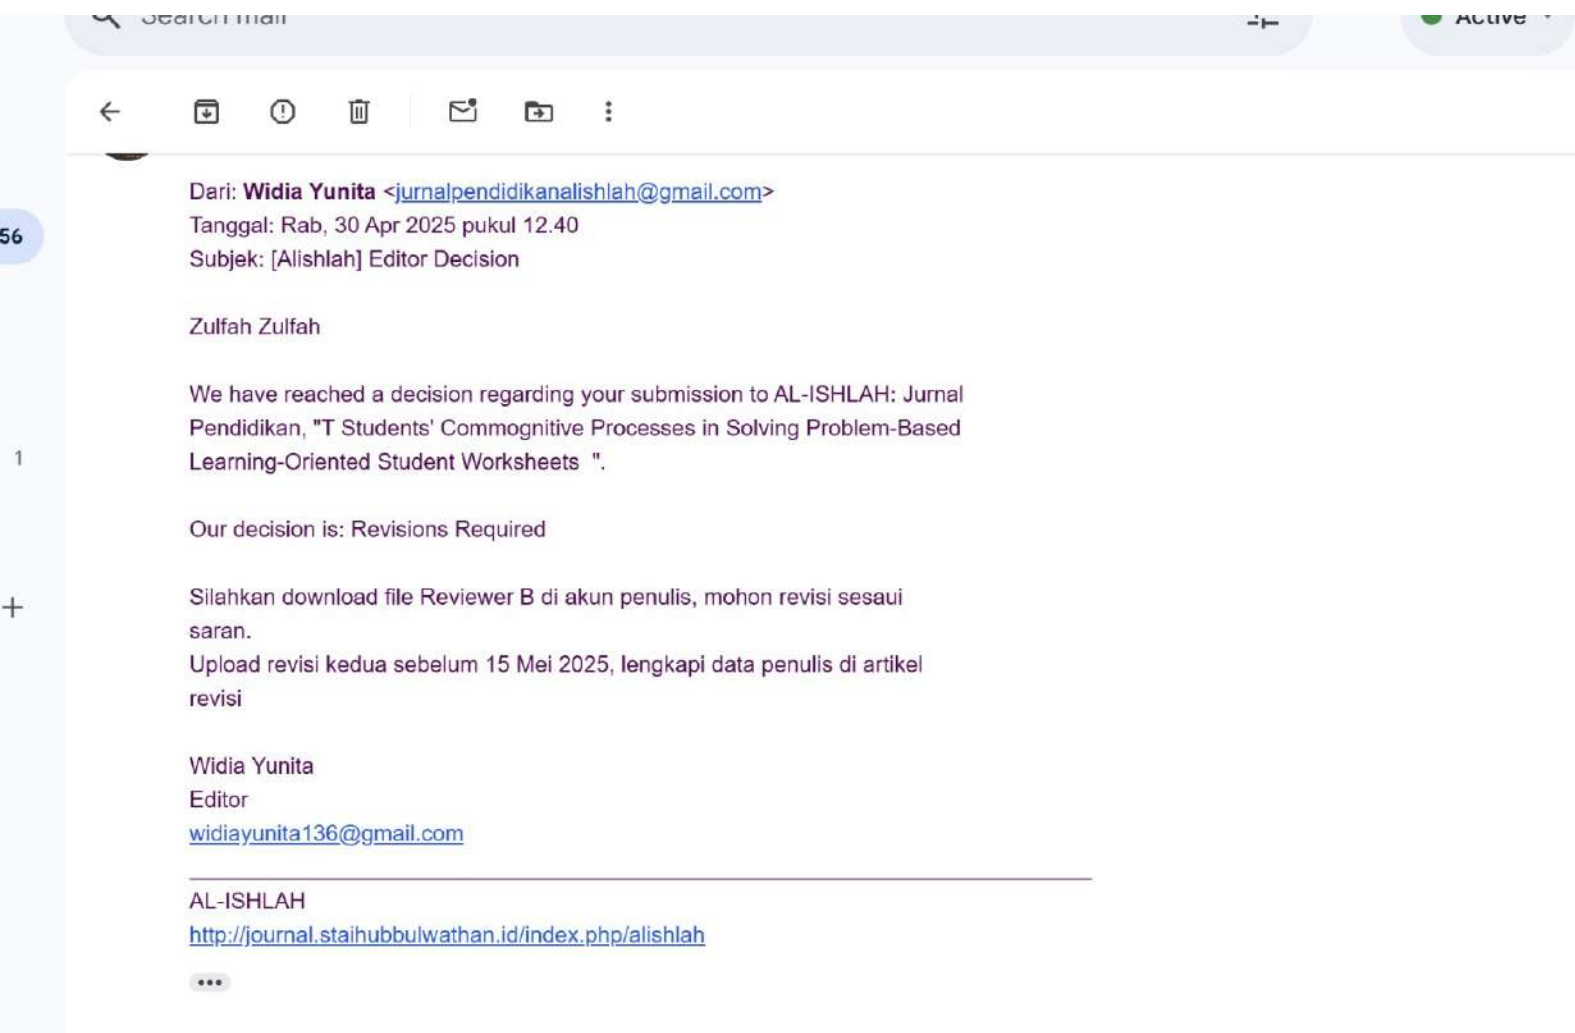 Search mail
Active
56
Dari: Widia Yunita <jurnalpendidikanalishlah@gmail.com>
Tanggal: Rab, 30 Apr 2025 pukul 12.40
Subjek: [Alishlah] Editor Decision
Zulfah Zulfah
We have reached a decision regarding your submission to AL-ISHLAH: Jurnal
Pendidikan, "T Students' Commognitive Processes in Solving Problem-Based
Learning-Oriented Student Worksheets  ".
1
Our decision is: Revisions Required
Silahkan download file Reviewer B di akun penulis, mohon revisi sesaui
saran.
Upload revisi kedua sebelum 15 Mei 2025, lengkapi data penulis di artikel
revisi
Widia Yunita
Editor
widiayunita136@gmail.com
AL-ISHLAH
http://journal.staihubbulwathan.id/index.php/alishlah